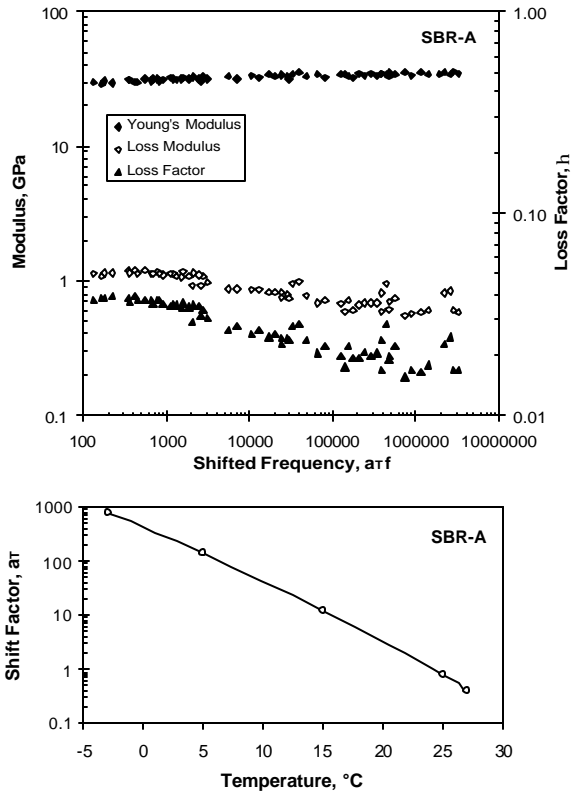 100
1.00
SBR-A
Young's Modulus
Loss Modulus
Loss Factor
10
0.10
1
0.1
0.01
Modulus, GPa
Loss Factor, h
100 1000 10000 100000 1000000 10000000
Shifted Frequency, aTf
1000
SBR-A
100
10
1
0.1
Shift Factor, aT
-5 0 5 10 15 20 25 30
Temperature, °C